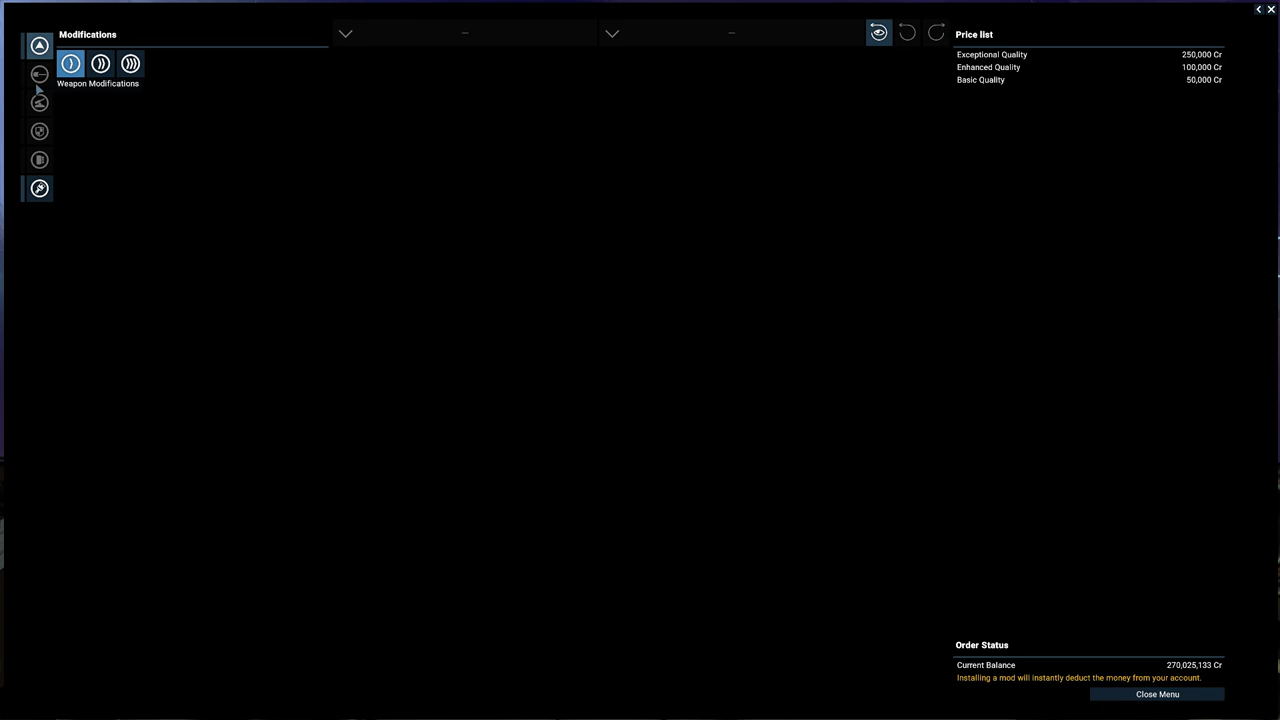 Modifications
–
–
Price list
Exceptional Quality 250,000 Cr
Enhanced Quality 100,000 Cr
Basic Quality 50,000 Cr
Weapon Modifications
Order Status
Current Balance 270,025,133 Cr
Installing a mod will instantly deduct the money from your account.
Close Menu